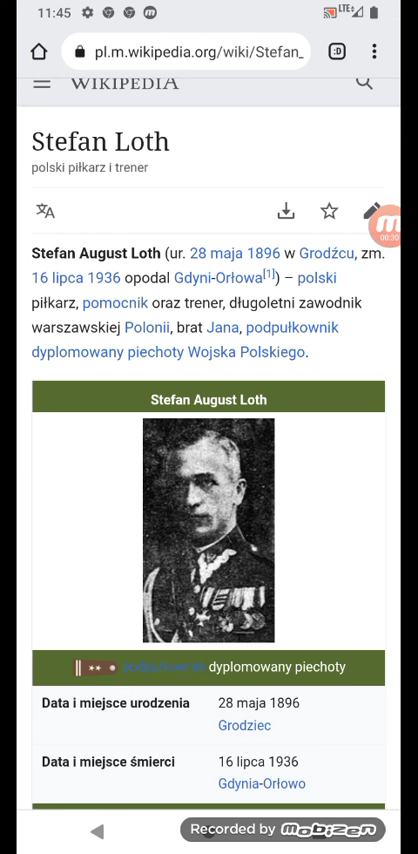 11:45
LTE
pl.m.wikipedia.org/wiki/Stefan_
:D
00:30
WIKIPEDIA
Stefan Loth
polski piłkarz i trener
Stefan August Loth (ur. 28 maja 1896 w Grodźcu, zm.
16 lipca 1936 opodal Gdyni-Orłowa[1]) – polski
piłkarz, pomocnik oraz trener, długoletni zawodnik
warszawskiej Polonii, brat Jana, podpułkownik
dyplomowany piechoty Wojska Polskiego.
Stefan August Loth
podpułkownik dyplomowany piechoty
Data i miejsce urodzenia 28 maja 1896
Grodziec
Data i miejsce śmierci 16 lipca 1936
Gdynia-Orłowo
Recorded by mobizen